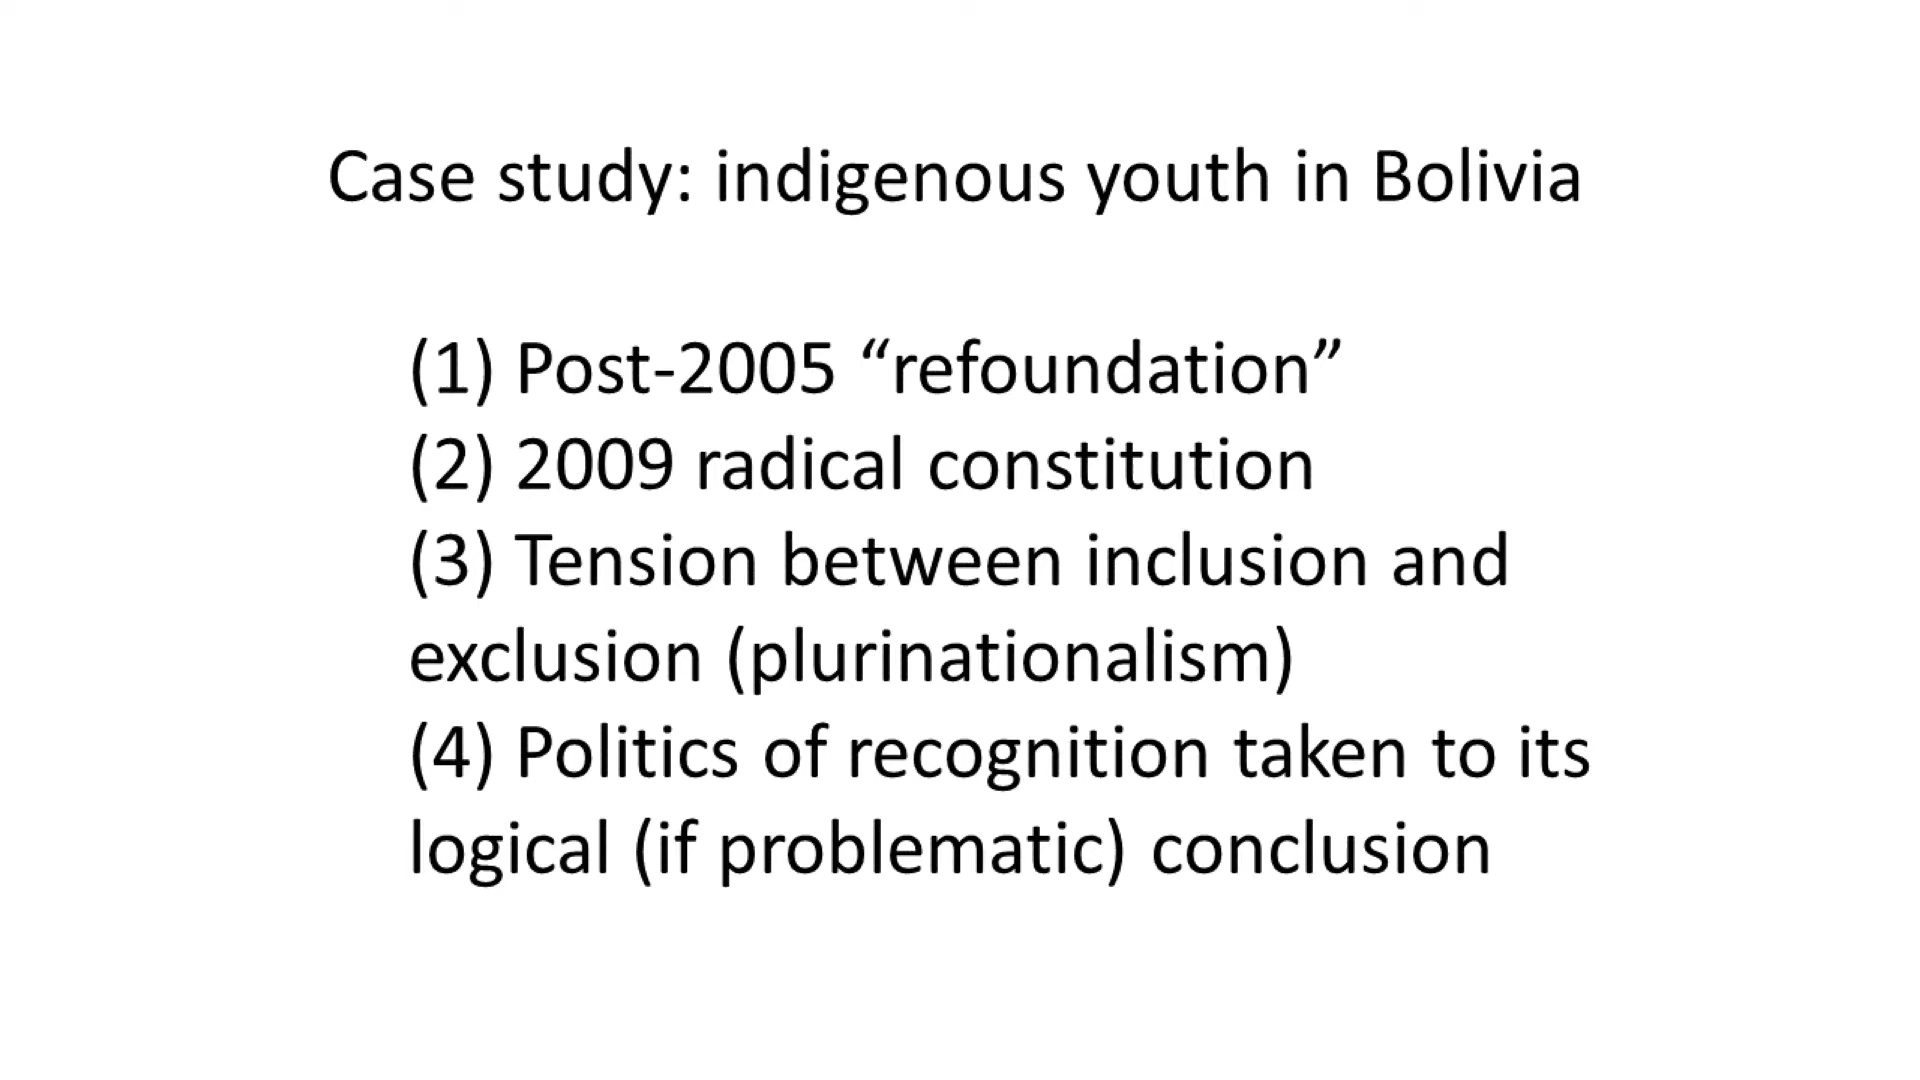 Case study: indigenous youth in Bolivia
(1) Post-2005 “refoundation”
(2) 2009 radical constitution
(3) Tension between inclusion and
exclusion (plurinationalism)
(4) Politics of recognition taken to its
logical (if problematic) conclusion